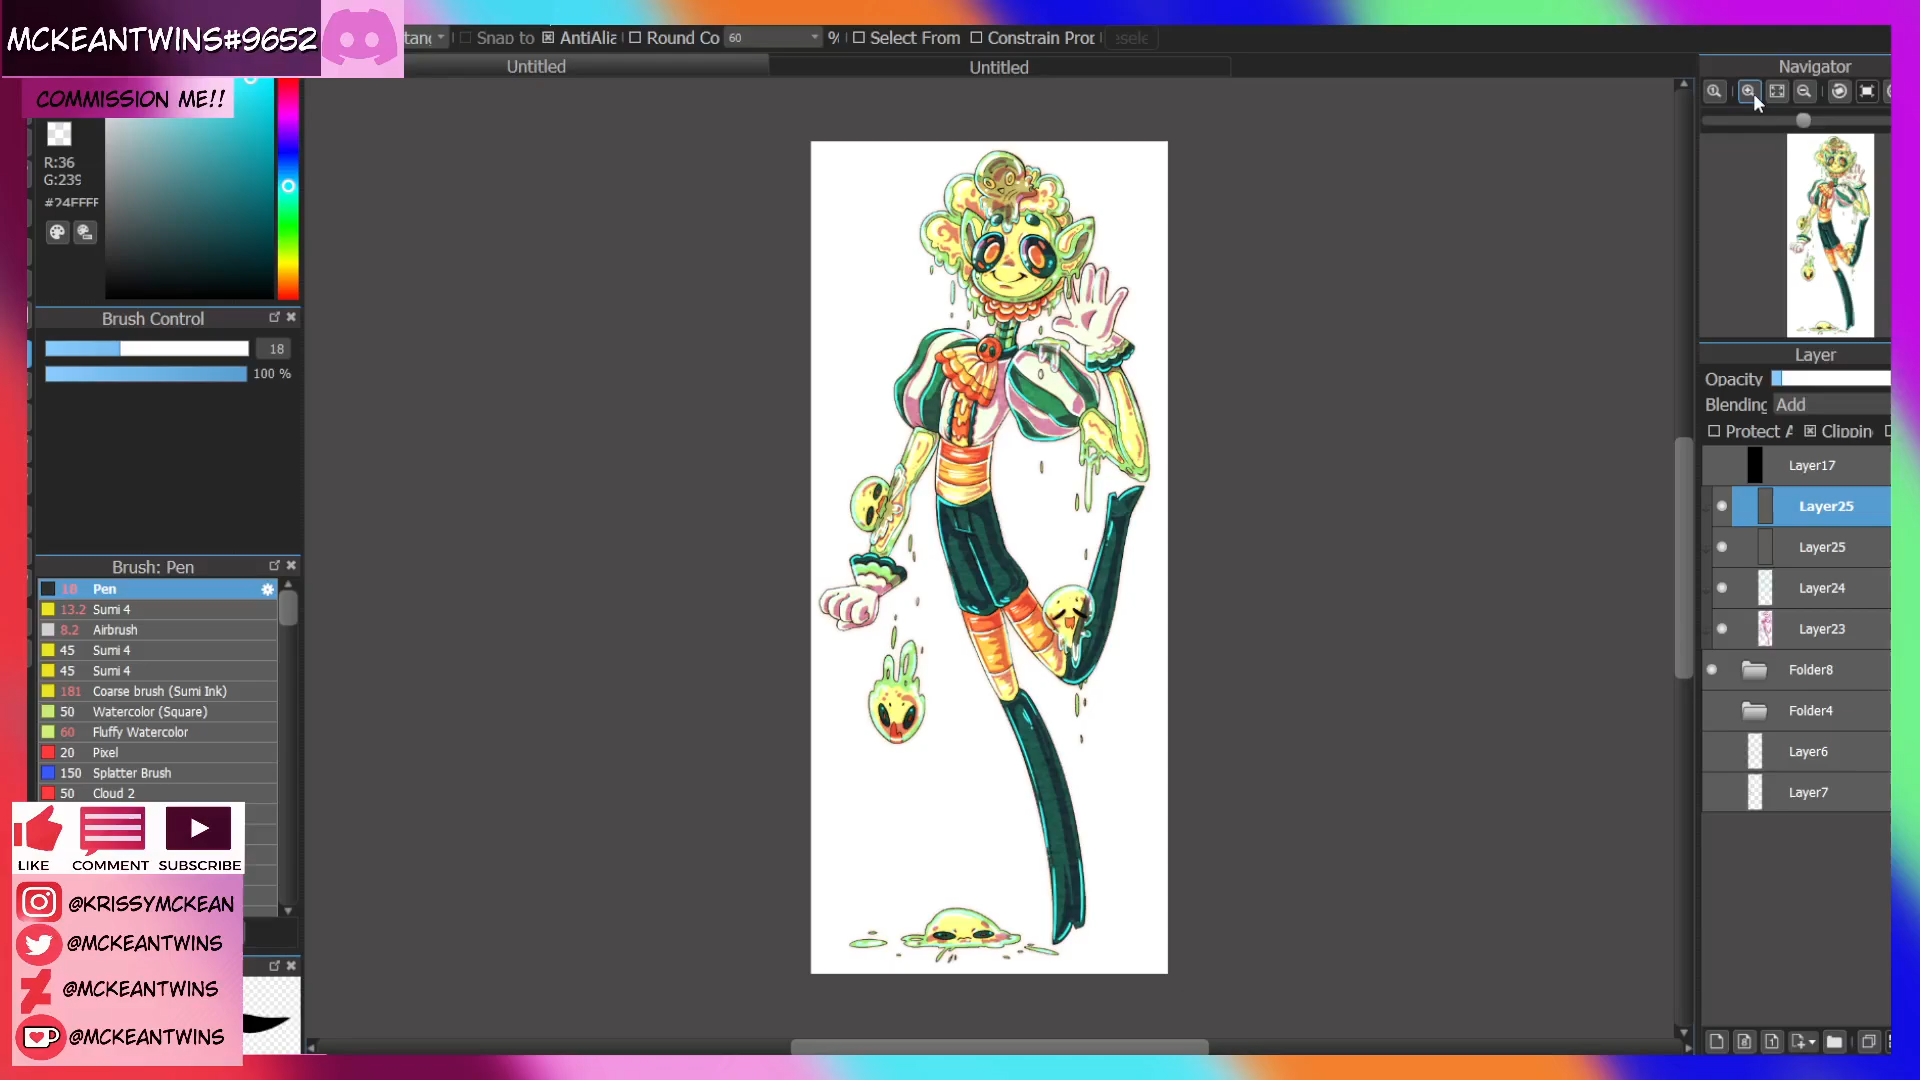 MCKEANTWINS#9652
COMMISSION ME!!
Snap to
AntiAlia
Round Co
60
%
Select From
Constrain Prop
Untitled
Untitled
R:36
G:239
#24FFFF
Brush Control
18
100 %
Brush: Pen
18 Pen
13.2 Sumi 4
8.2 Airbrush
45 Sumi 4
45 Sumi 4
181 Coarse brush (Sumi Ink)
50 Watercolor (Square)
60 Fluffy Watercolor
20 Pixel
150 Splatter Brush
50 Cloud 2
LIKE COMMENT SUBSCRIBE
@KRISSYMCKEAN
@MCKEANTWINS
@MCKEANTWINS
@MCKEANTWINS
Navigator
Layer
Opacity
Blending Add
Protect A Clippin
Layer17
Layer25
Layer25
Layer24
Layer23
Folder8
Folder4
Layer6
Layer7